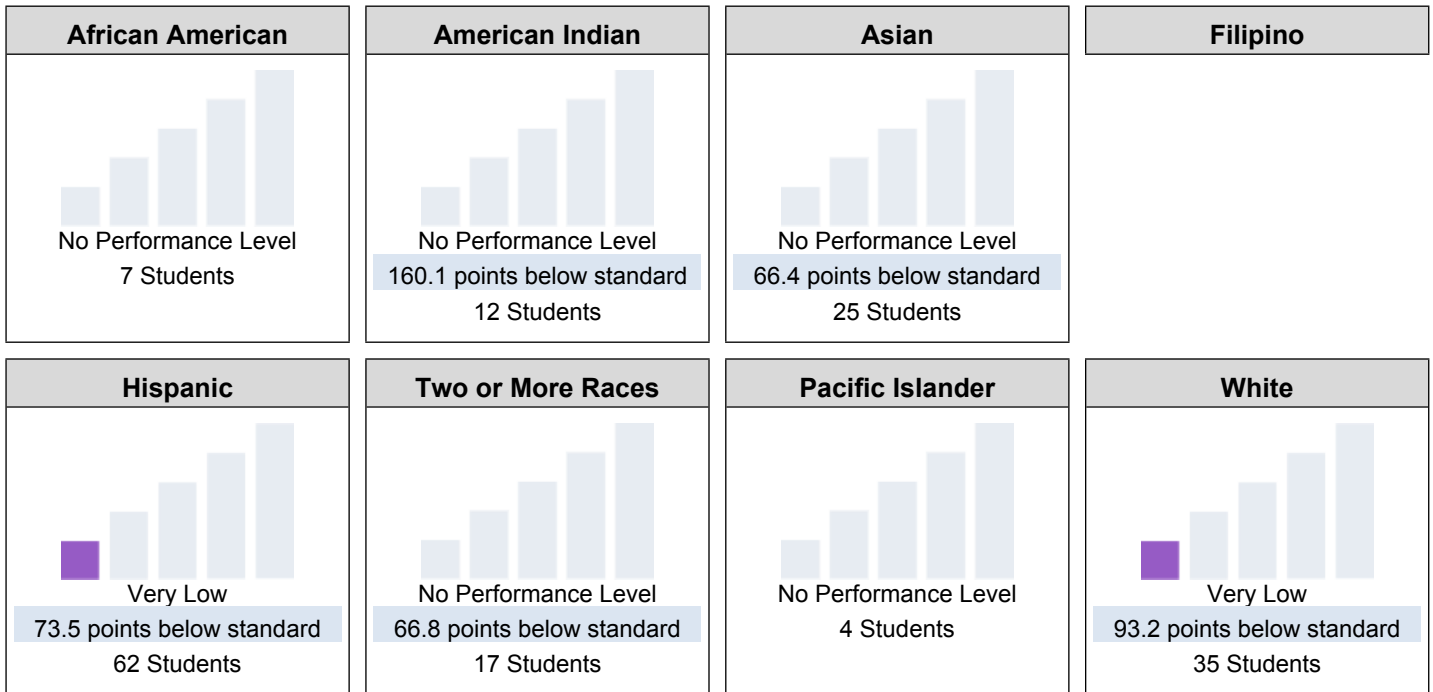 African American
American Indian
Asian
Filipino
No Performance Level
7 Students
No Performance Level
160.1 points below standard
12 Students
No Performance Level
66.4 points below standard
25 Students
Hispanic
Two or More Races
Pacific Islander
White
Very Low
73.5 points below standard
62 Students
No Performance Level
66.8 points below standard
17 Students
No Performance Level
4 Students
Very Low
93.2 points below standard
35 Students